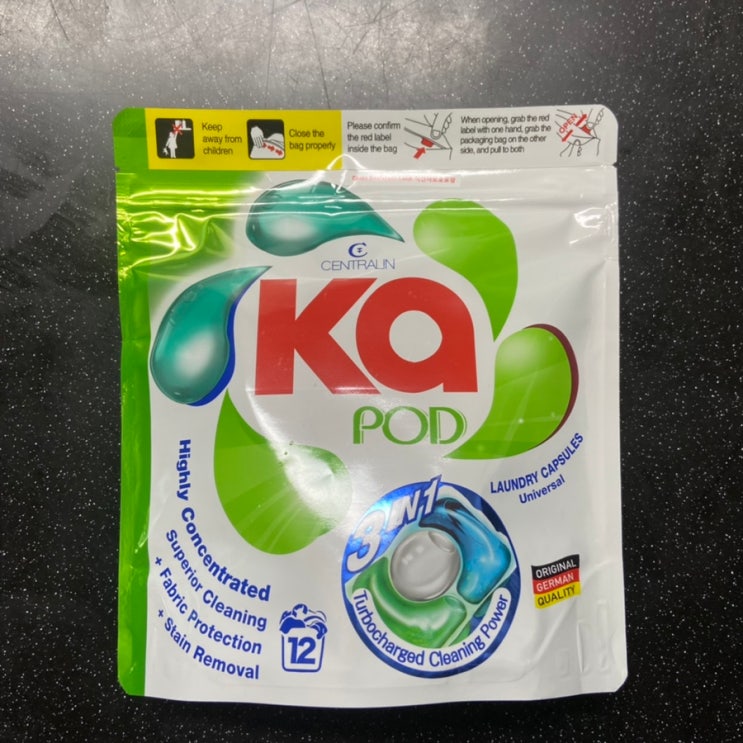 Keep
away from
children
Close the
bag properly
Please confirm
the red label
inside the bag
When opening, grab the red
label with one hand, grab the
packaging bag on the other
side, and pull to both
OPEN
CENTRALIN
Ka
POD
LAUNDRY CAPSULES
Universal
Highly Concentrated
Superior Cleaning
+ Fabric Protection
+ Stain Removal
12
3 IN 1
Turbocharged Cleaning Power
ORIGINAL
GERMAN
QUALITY